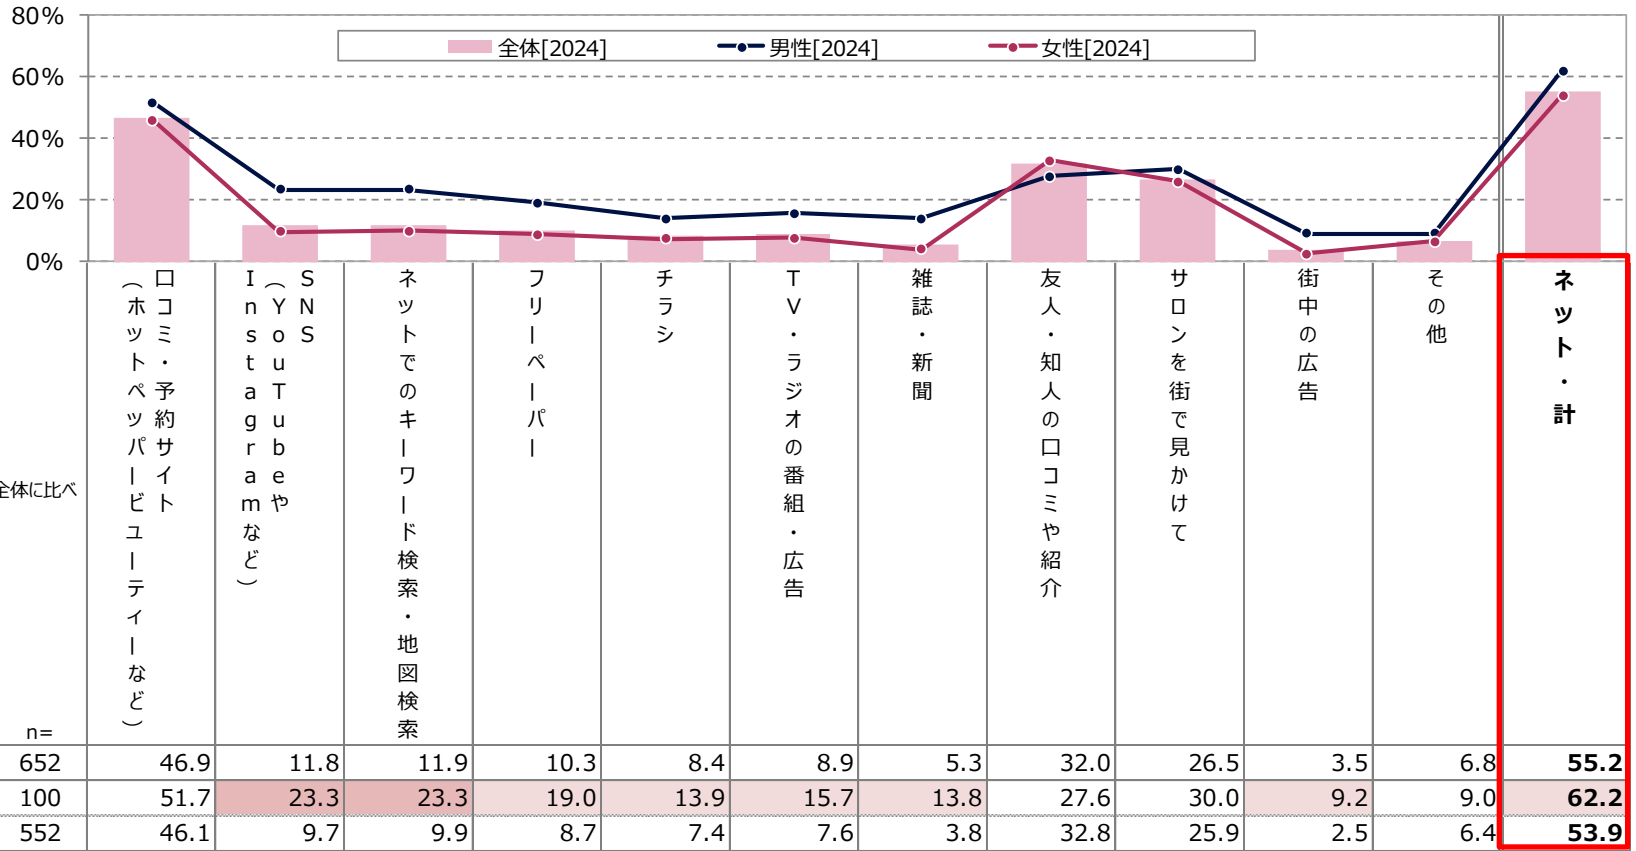 80%
60%
40%
20%
0%
全体[2024]
男性[2024]
女性[2024]
口コミ・予約サイト
（ホットペッパービューティーなど）
SNS
（YouTubeや
Instagramなど）
ネットでのキーワード検索・地図検索
フリーペーパー
チラシ
TV・ラジオの番組・広告
雑誌・新聞
友人・知人の口コミや紹介
サロンを街で見かけて
街中の広告
その他
ネット・計
全体に比べ
n=
652 46.9 11.8 11.9 10.3 8.4 8.9 5.3 32.0 26.5 3.5 6.8 55.2
100 51.7 23.3 23.3 19.0 13.9 15.7 13.8 27.6 30.0 9.2 9.0 62.2
552 46.1 9.7 9.9 8.7 7.4 7.6 3.8 32.8 25.9 2.5 6.4 53.9